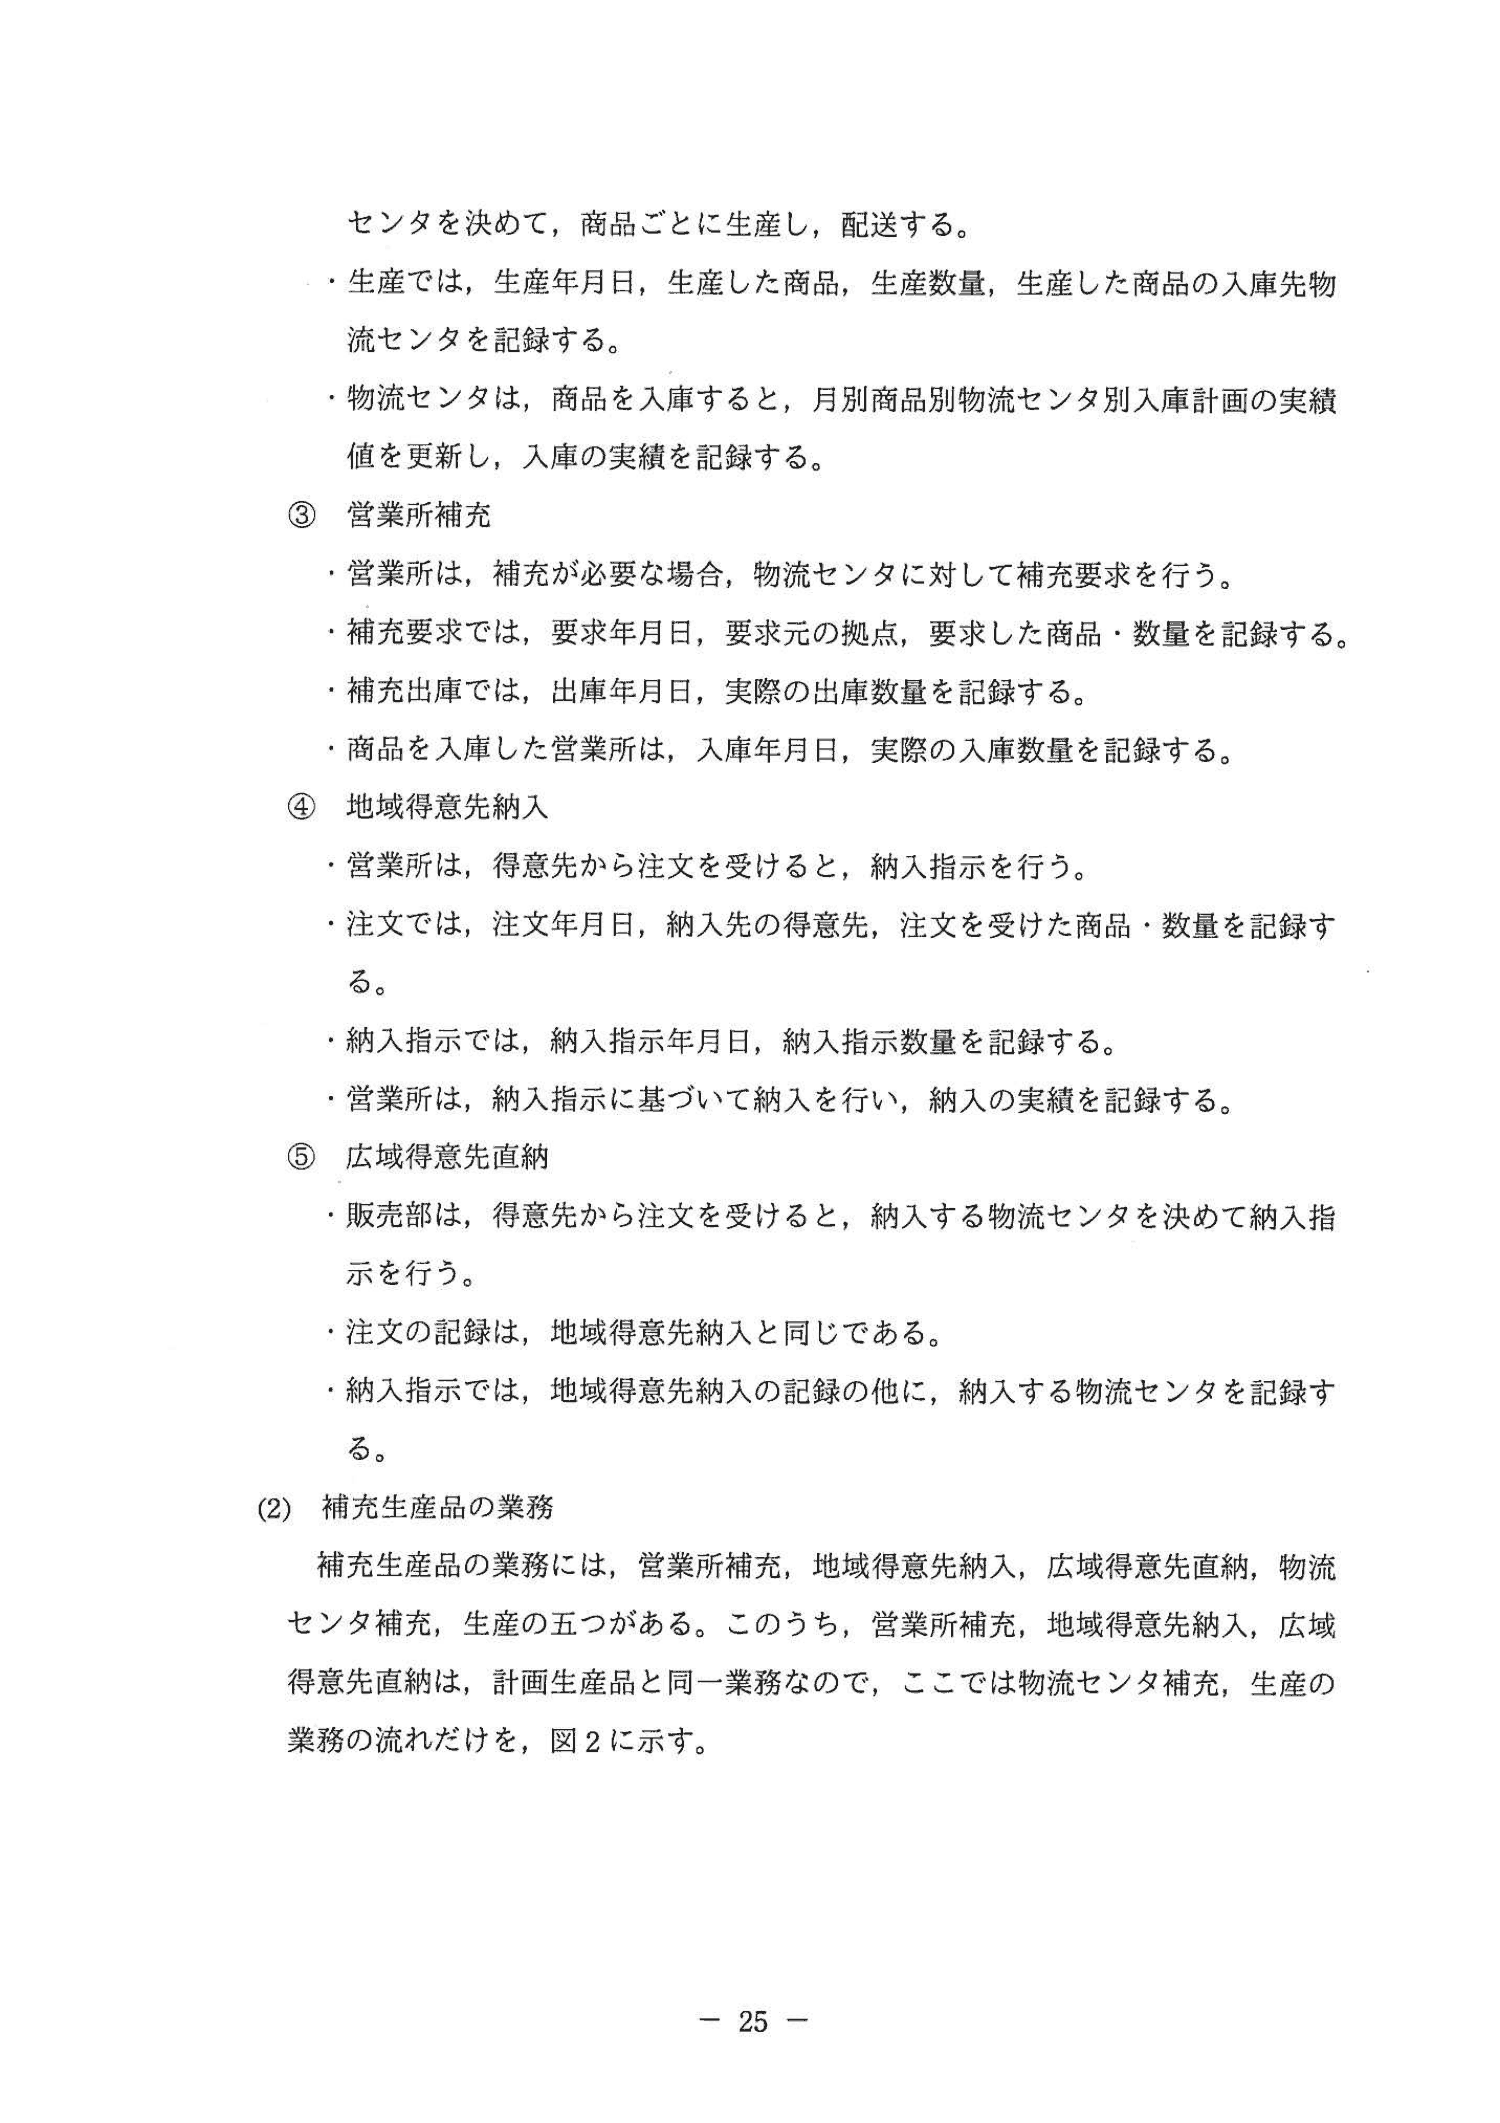 センタを決めて，商品ごとに生産し，配送する。
・生産では，生産年月日，生産した商品，生産数量，生産した商品の入庫先物
流センタを記録する。
・物流センタは，商品を入庫すると，月別商品別物流センタ別入庫計画の実績
値を更新し，入庫の実績を記録する。
③　営業所補充
・営業所は，補充が必要な場合，物流センタに対して補充要求を行う。
・補充要求では，要求年月日，要求元の拠点，要求した商品・数量を記録する。
・補充出庫では，出庫年月日，実際の出庫数量を記録する。
・商品を入庫した営業所は，入庫年月日，実際の入庫数量を記録する。
④　地域得意先納入
・営業所は，得意先から注文を受けると，納入指示を行う。
・注文では，注文年月日，納入先の得意先，注文を受けた商品・数量を記録す
る。
・納入指示では，納入指示年月日，納入指示数量を記録する。
・営業所は，納入指示に基づいて納入を行い，納入の実績を記録する。
⑤　広域得意先直納
・販売部は，得意先から注文を受けると，納入する物流センタを決めて納入指
示を行う。
・注文の記録は，地域得意先納入と同じである。
・納入指示では，地域得意先納入の記録の他に，納入する物流センタを記録す
る。
(2)　補充生産品の業務
補充生産品の業務には，営業所補充，地域得意先納入，広域得意先直納，物流
センタ補充，生産の五つがある。このうち，営業所補充，地域得意先納入，広域
得意先直納は，計画生産品と同一業務なので，ここでは物流センタ補充，生産の
業務の流れだけを，図 2 に示す。
－ 25 －